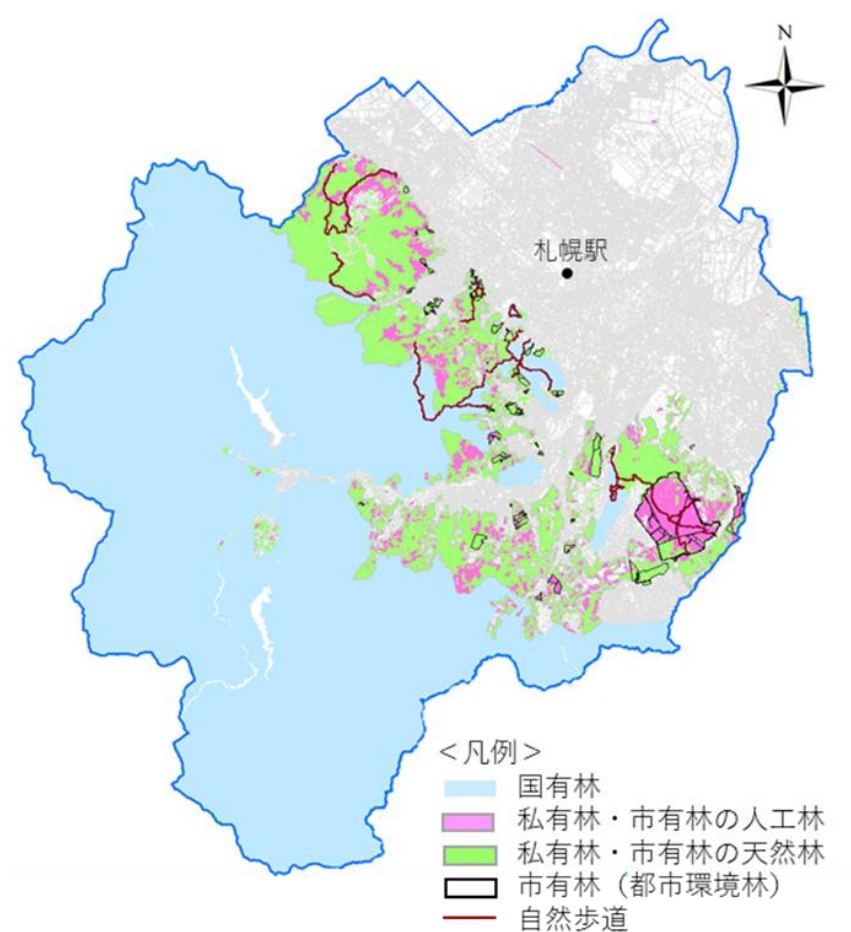 N
札幌駅
＜凡例＞
国有林
私有林・市有林の人工林
私有林・市有林の天然林
市有林（都市環境林）
自然歩道